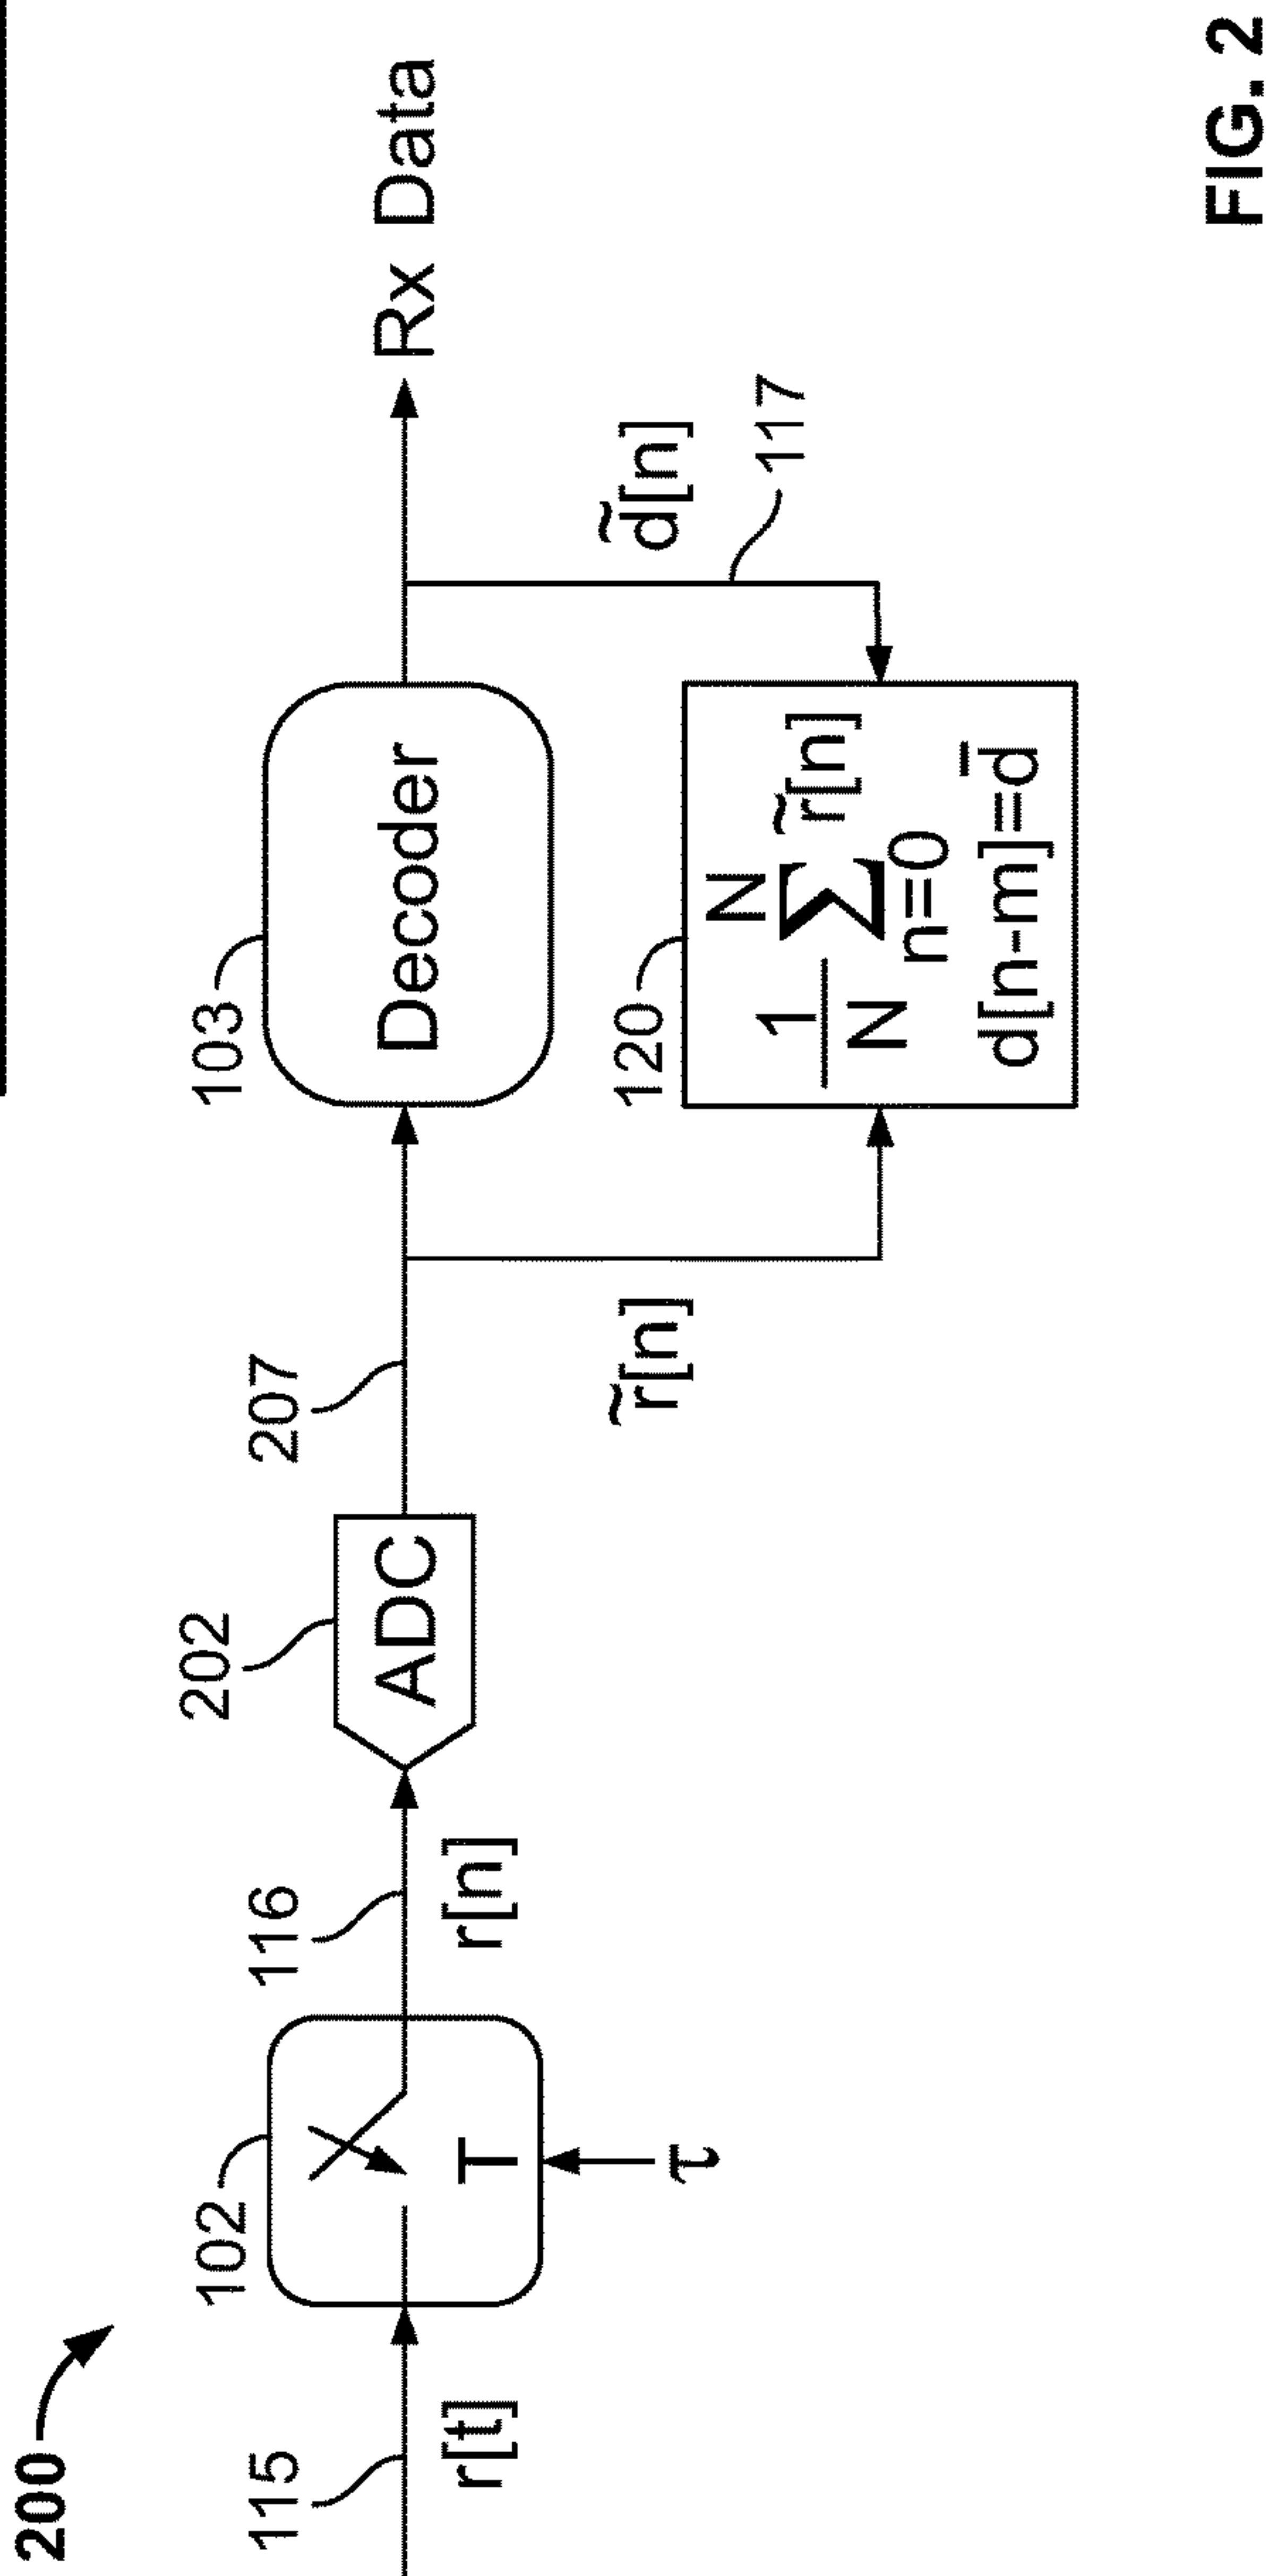 200
115
r[t]
102
T
τ
116
r[n]
202
ADC
207
r̃[n]
103
Decoder
120
1
N
N
∑ r̃[n]
n=0
d[n-m]=d̄
d̃[n]
117
Rx Data
FIG. 2